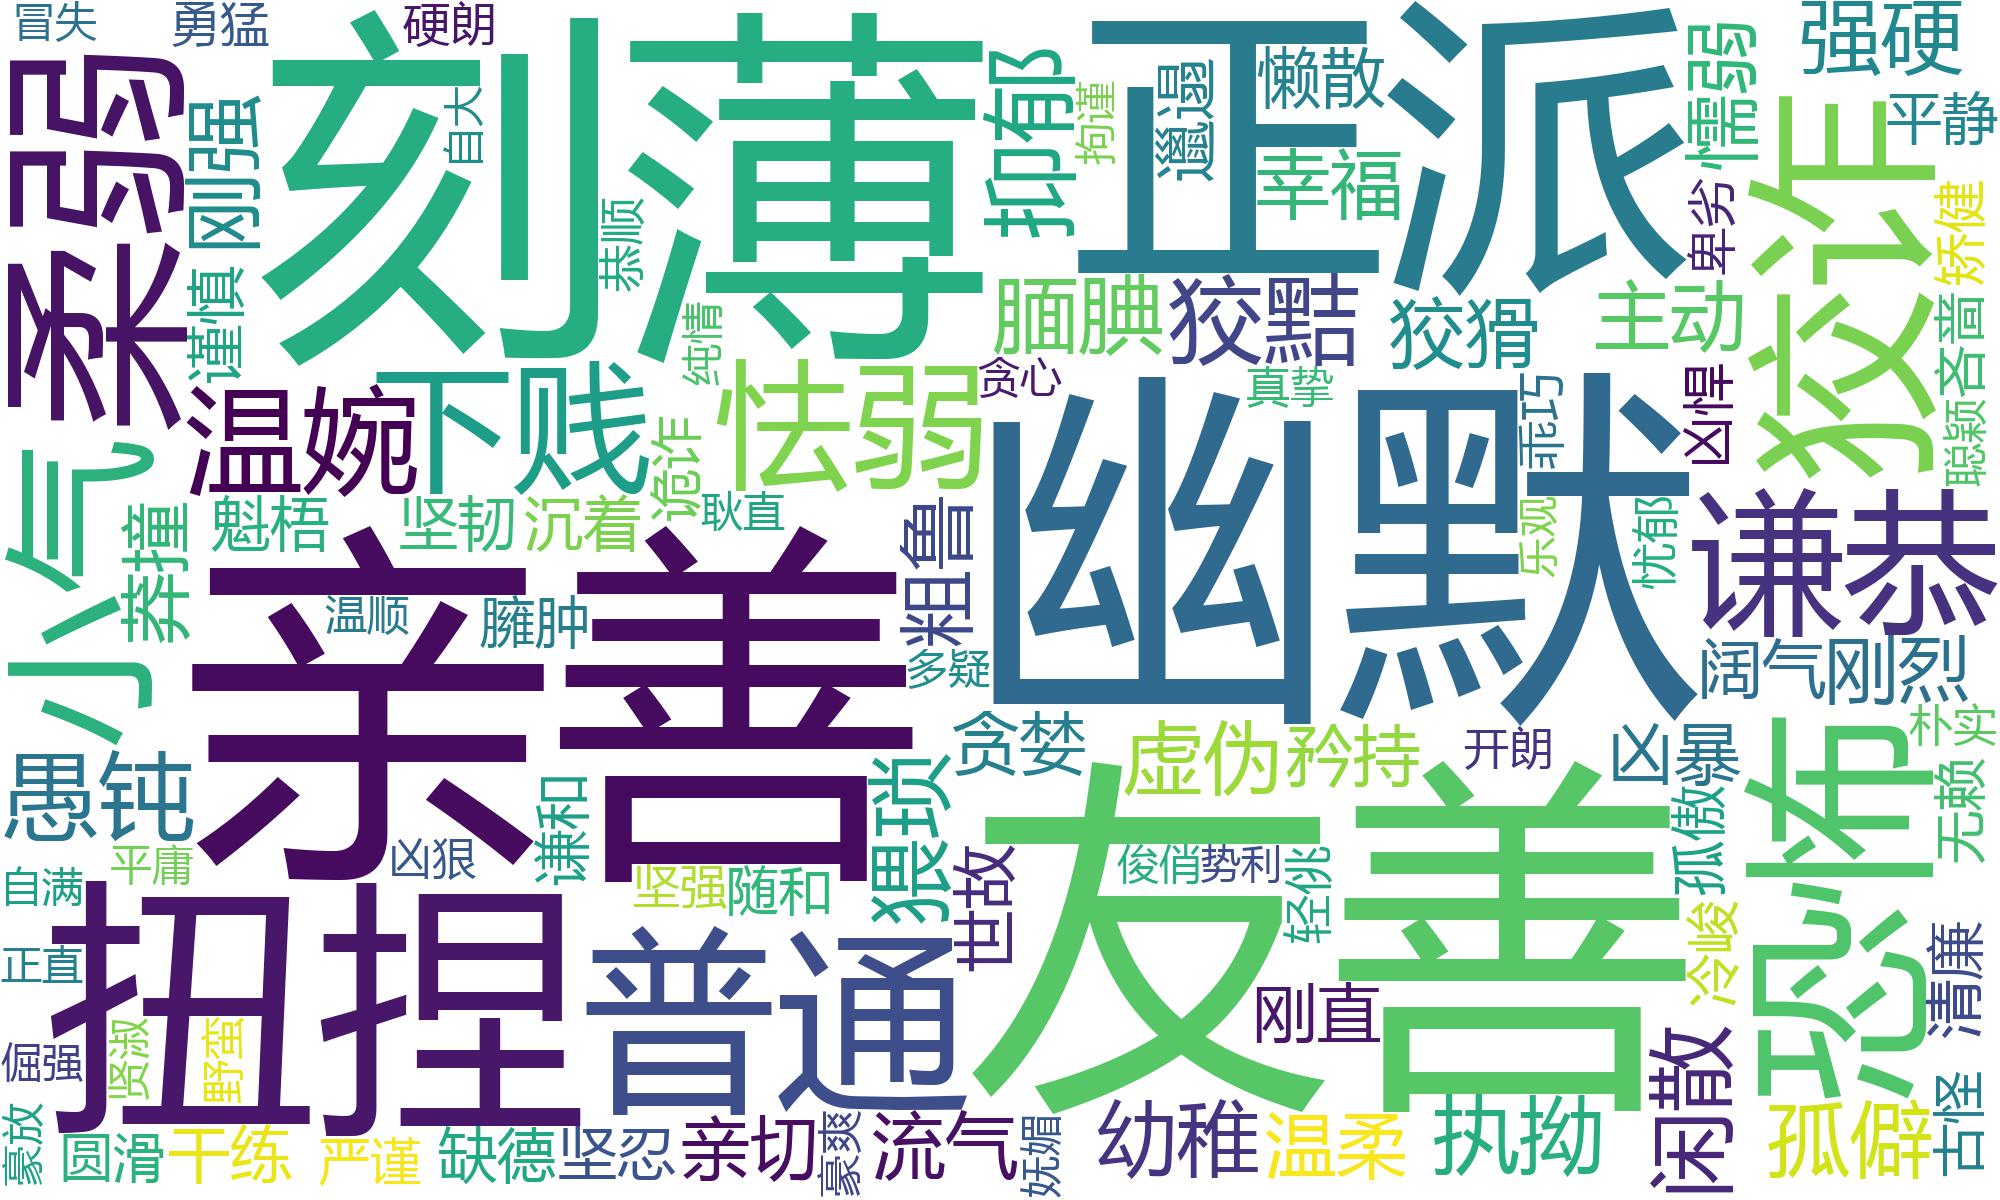 冒失
勇猛
硬朗
刻薄
正派
强硬
柔弱
刚强
自大
抑郁
拘谨
邋遢
懒散
懦弱
平静
幸福
狡诈
恭顺
卑劣
矫健
谨慎
纯情
腼腆
狡黠
狡猾
主动
吝啬
温婉
下贱
怯弱
贪心
真挚
幽默
乖巧
凶悍
聪颖
小气
莽撞
魁梧
坚韧
沉着
危诈
耿直
粗鲁
乐观
忧郁
谦恭
亲善
温顺
臃肿
多疑
阔气
刚烈
愚钝
谦和
猥琐
贪婪
虚伪
矜持
开朗
凶暴
恐怖
朴实
无赖
平庸
凶狠
自满
坚强
随和
世故
友善
俊俏
势利
轻佻
孤傲
冷峻
清廉
正直
扭捏
普通
刚直
倔强
贤淑
野蛮
闲散
古怪
豪放
圆滑
干练
严谨
缺德
坚忍
亲切
豪爽
流气
妩媚
幼稚
温柔
执拗
孤僻